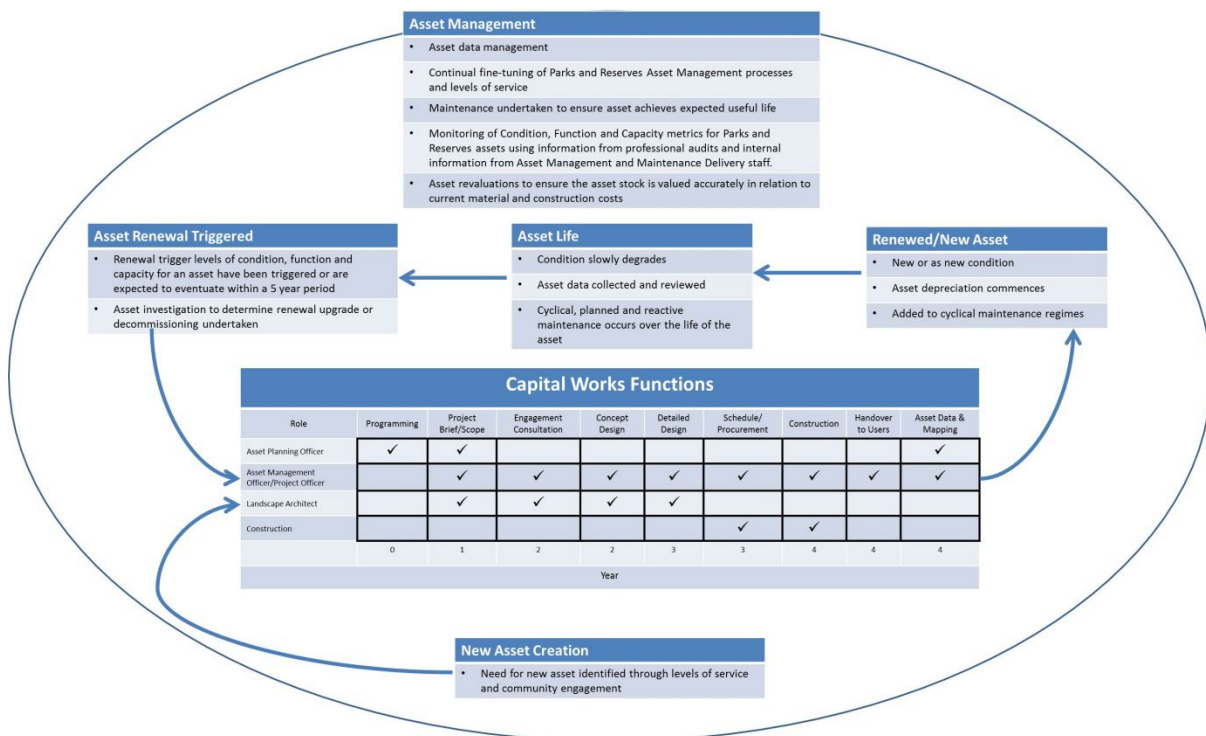 Asset Management
• Asset data management
• Continual fine-tuning of Parks and Reserves Asset Management processes
and levels of service
• Maintenance undertaken to ensure asset achieves expected useful life
• Monitoring of Condition, Function and Capacity metrics for Parks and
Reserves assets using information from professional audits and internal
information from Asset Management and Maintenance Delivery staff.
• Asset revaluations to ensure the asset stock is valued accurately in relation to
current material and construction costs
Asset Renewal Triggered
• Renewal trigger levels of condition, function and
capacity for an asset have been triggered or are
expected to eventuate within a 5 year period
• Asset investigation to determine renewal upgrade or
decommissioning undertaken
Asset Life
• Condition slowly degrades
• Asset data collected and reviewed
• Cyclical, planned and reactive
maintenance occurs over the life of the
asset
Renewed/New Asset
• New or as new condition
• Asset depreciation commences
• Added to cyclical maintenance regimes
Capital Works Functions
Role Programming Project Brief/Scope Engagement Consultation Concept Design Detailed Design Schedule/ Procurement Construction Handover to Users Asset Data & Mapping
Asset Planning Officer ✓ ✓ ✓
Asset Management
Officer/Project Officer ✓ ✓ ✓ ✓ ✓ ✓ ✓ ✓
Landscape Architect ✓ ✓ ✓ ✓
Construction ✓ ✓
0 1 2 2 3 3 4 4 4
Year
New Asset Creation
• Need for new asset identified through levels of service
and community engagement